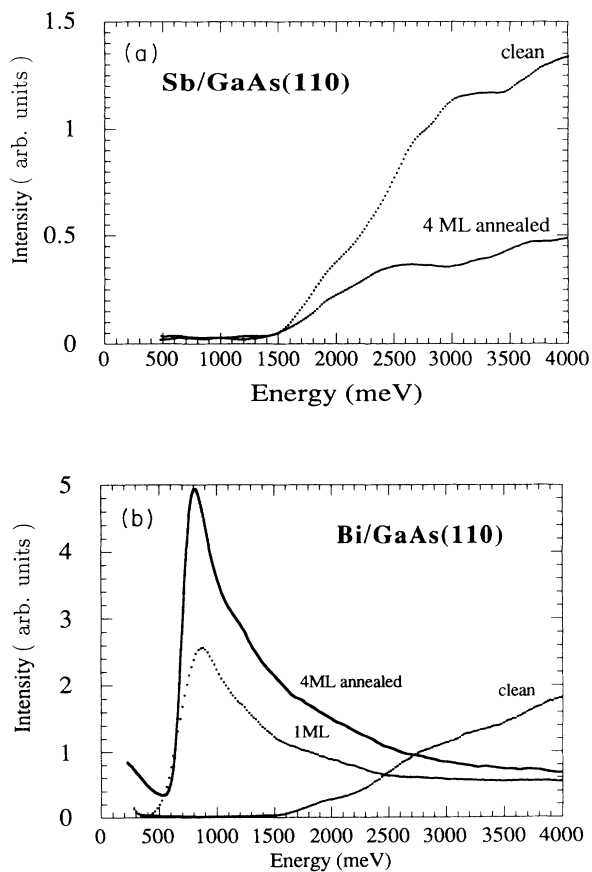 1.5
(a)
Sb/GaAs(110)
clean
1
4 ML annealed
0.5
0
Intensity ( arb. units )
0 500 1000 1500 2000 2500 3000 3500 4000
Energy (meV)
5
(b)
Bi/GaAs(110)
4
3
4ML annealed
clean
2
1ML
1
0
Intensity ( arb. units )
0 500 1000 1500 2000 2500 3000 3500 4000
Energy (meV)